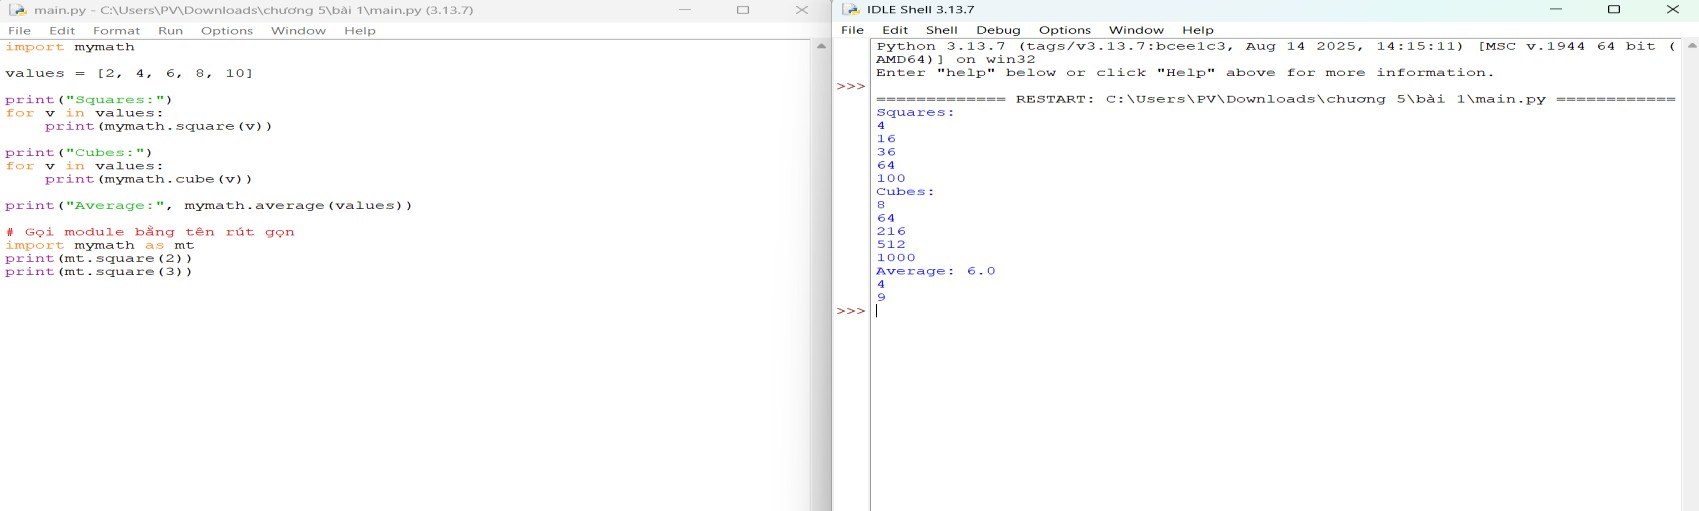 main.py - C:\Users\PV\Downloads\chương 5\bài 1\main.py (3.13.7)
File Edit Format Run Options Window Help
import mymath
values = [2, 4, 6, 8, 10]
print("Squares:")
for v in values:
    print(mymath.square(v))
print("Cubes:")
for v in values:
    print(mymath.cube(v))
print("Average:", mymath.average(values))
# Gọi module bằng tên rút gọn
import mymath as mt
print(mt.square(2))
print(mt.square(3))
IDLE Shell 3.13.7
File Edit Shell Debug Options Window Help
Python 3.13.7 (tags/v3.13.7:bcee1c3, Aug 14 2025, 14:15:11) [MSC v.1944 64 bit (
AMD64)] on win32
Enter "help" below or click "Help" above for more information.
>>>
============= RESTART: C:\Users\PV\Downloads\chương 5\bài 1\main.py ============
Squares:
4
16
36
64
100
Cubes:
8
64
216
512
1000
Average: 6.0
4
9
>>>